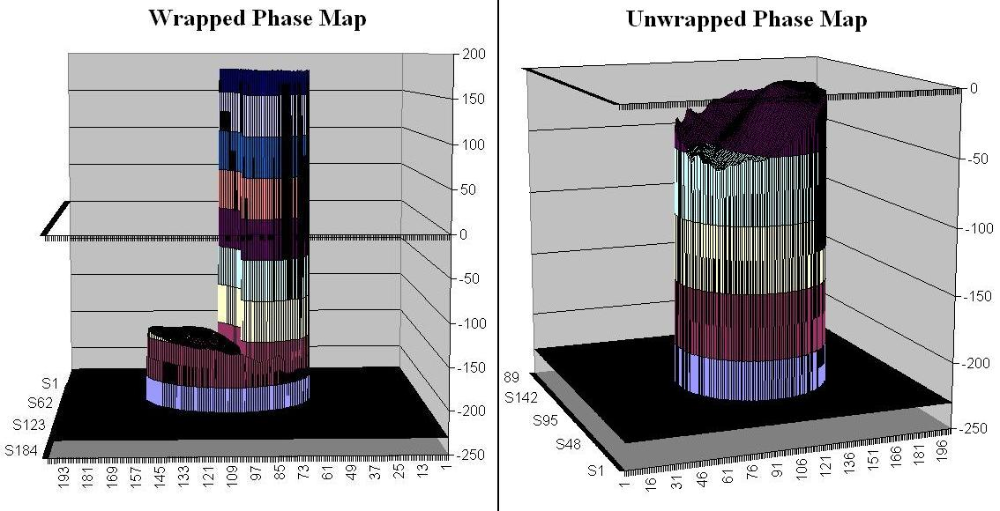 Wrapped Phase Map
200
150
100
50
0
-50
-100
-150
-200
-250
S1
S62
S123
S184
193 181 169 157 145 133 121 109 97 85 73 61 49 37 25 13 1
Unwrapped Phase Map
0
-50
-100
-150
-200
-250
89
S142
S95
S48
S1
1 16 31 46 61 76 91 106 121 136 151 166 181 196